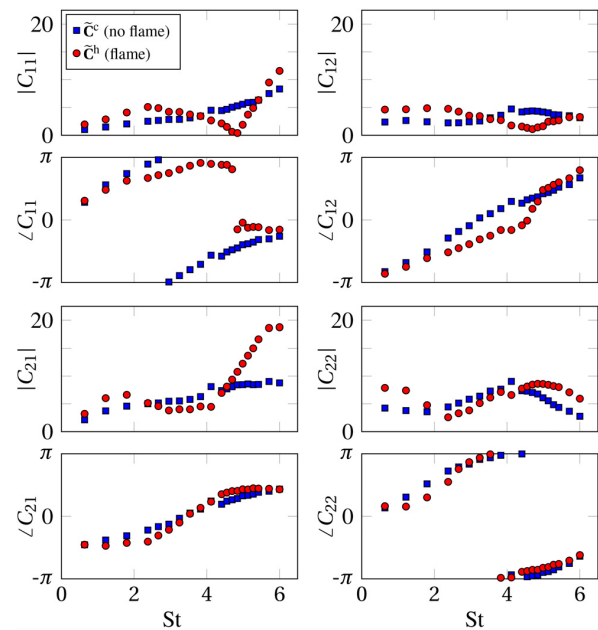 20
|C₁₁|
0
C̃ᶜ (no flame)
C̃ʰ (flame)
20
|C₁₂|
0
π
∠C₁₁
0
-π
π
∠C₁₂
0
-π
20
|C₂₁|
0
20
|C₂₂|
0
π
∠C₂₁
0
-π
0 2 4 6
St
π
∠C₂₂
0
-π
0 2 4 6
St